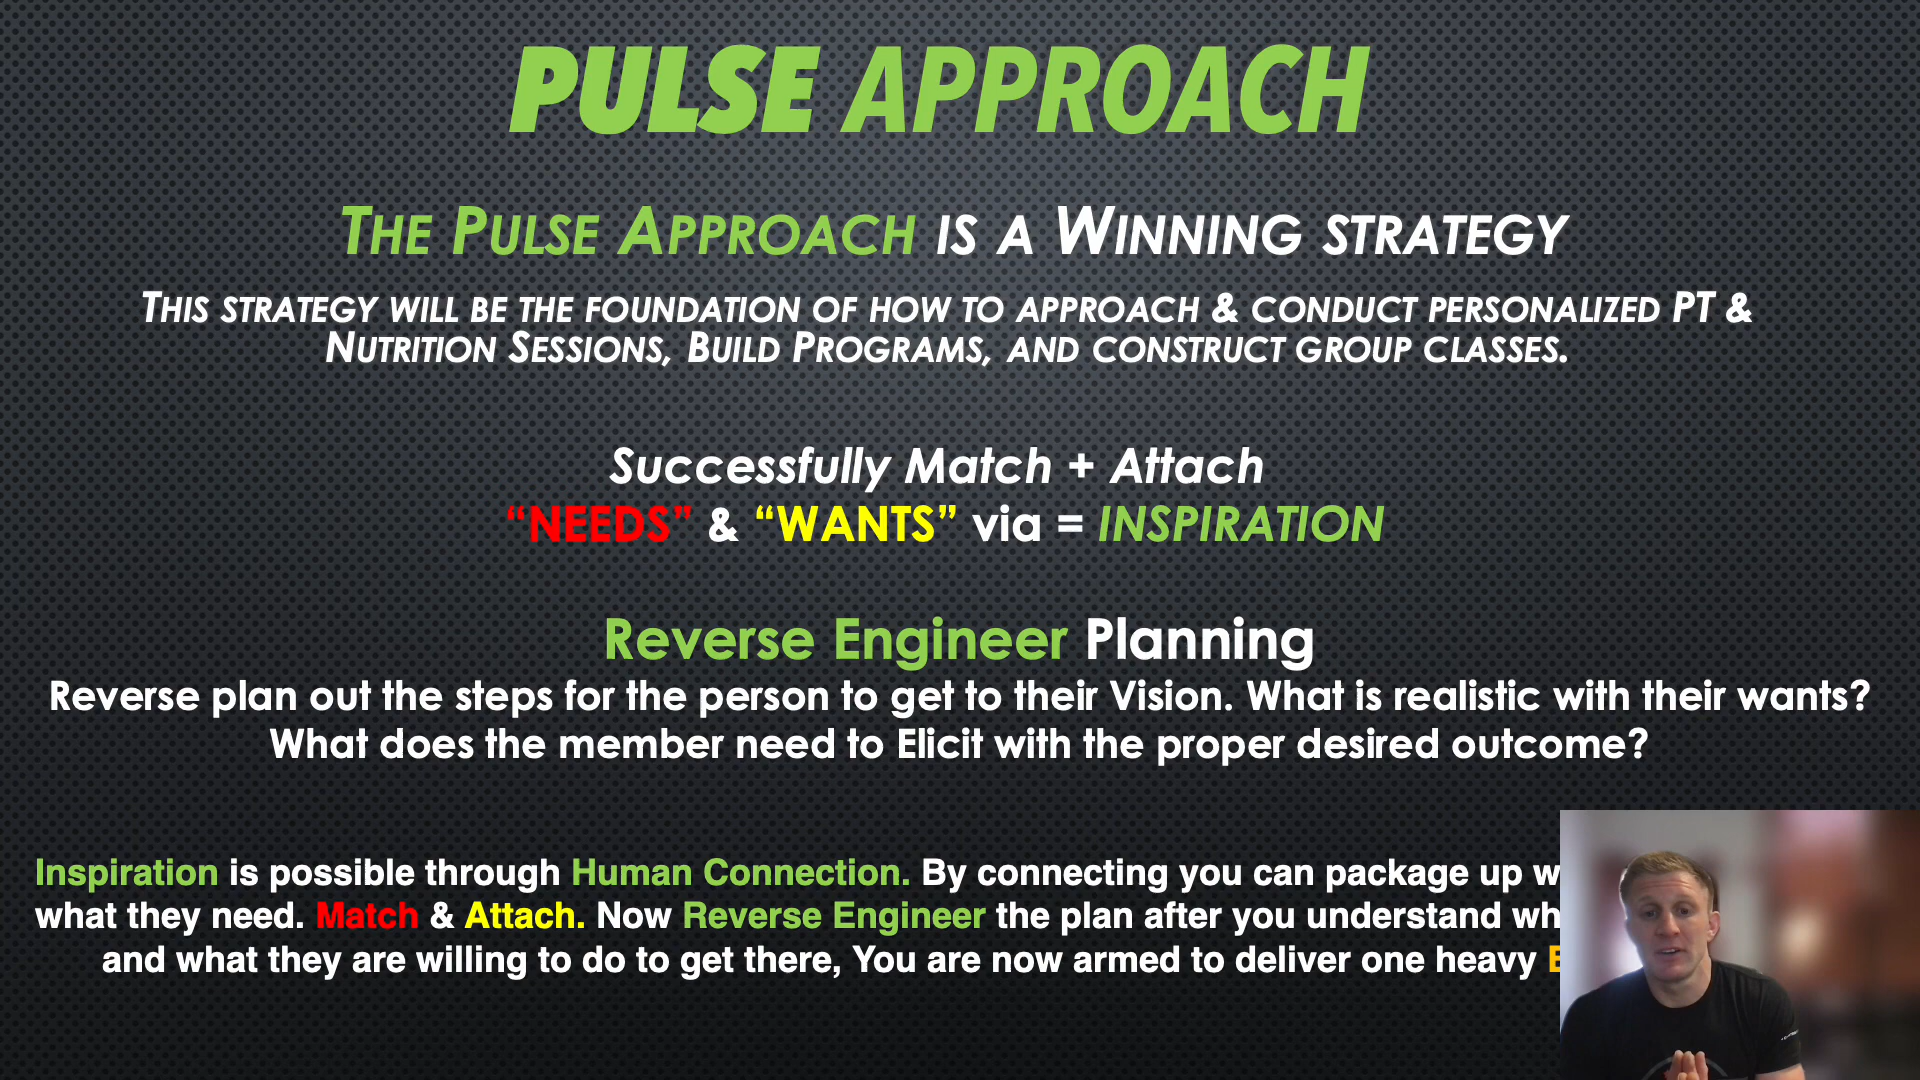 PULSE APPROACH
The Pulse Approach is a Winning strategy
This strategy will be the foundation of how to approach & conduct personalized PT &
Nutrition Sessions, Build Programs, and construct group classes.
Successfully Match + Attach
“NEEDS” & “WANTS” via = INSPIRATION
Reverse Engineer Planning
Reverse plan out the steps for the person to get to their Vision. What is realistic with their wants?
What does the member need to Elicit with the proper desired outcome?
Inspiration is possible through Human Connection. By connecting you can package up
what they need. Match & Attach. Now Reverse Engineer the plan after you understand
and what they are willing to do to get there, You are now armed to deliver one heavy